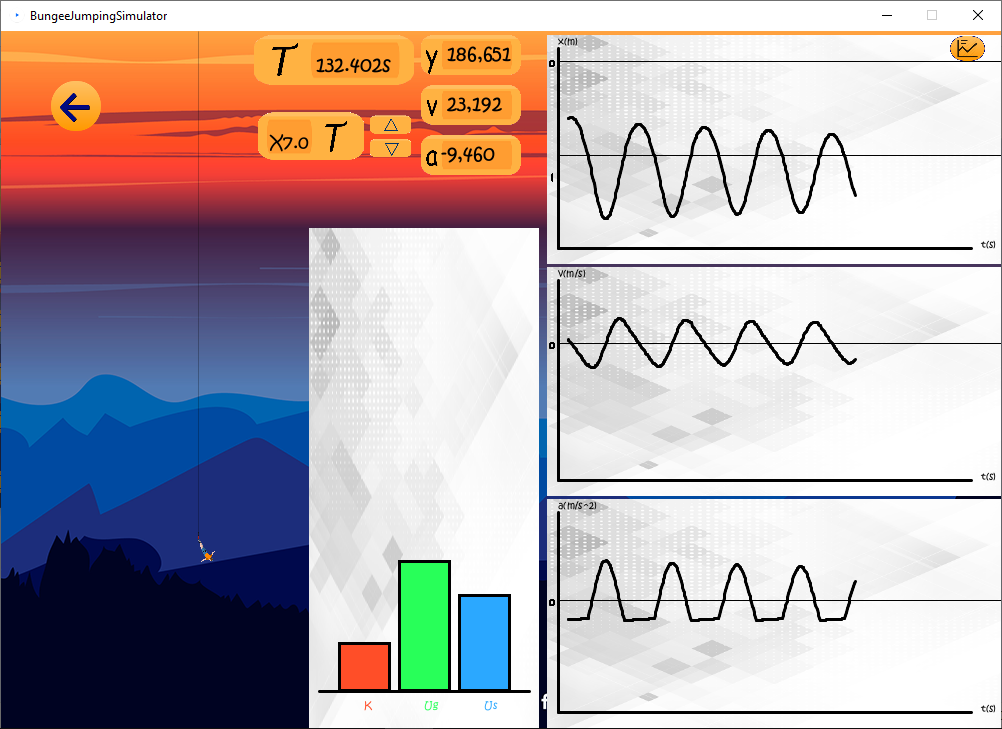 BungeeJumpingSimulator
T 132.402s
y 186,651
v 23,192
X7.0 T
a -9,460
K
Ug
Us
f
x(m)
0
t(s)
V(m/s)
0
t(s)
a(m/s^2)
0
t(s)